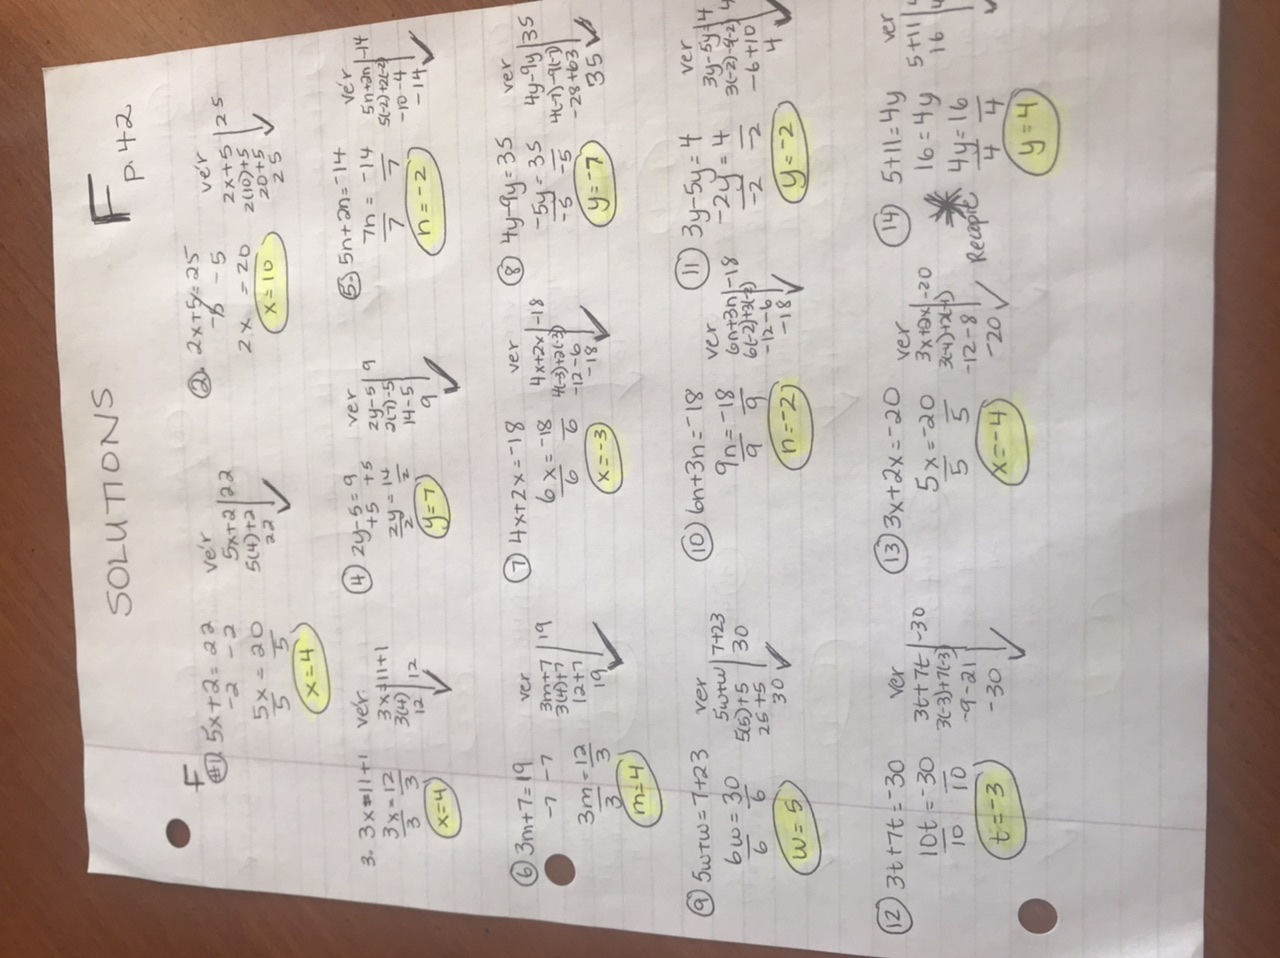 SOLUTIONS F
p.42
F
#1. 5x+2=22
-2 -2
5x = 20
5 5
x=4
ver
5x+2|22
5(4)+2
22
2. 2x+5=25
-5 -5
2x = 20
x=10
ver
2x+5|25
2(10)+5
20+5
25
3. 3x=11+1
3x=12
3 3
x=4
ver
3x=11+1
3(4)|12
12
4 2y-5=9
+5 +5
2y=14
2 2
y=7
ver
2y-5|9
2(7)-5
14-5
9
5. 5n+2n=-14
7n = -14
7 7
n=-2
ver
5n+2n|-14
5(-2)+2(-2)
-10-4
-14
6 3m+7=19
-7 -7
3m=12
3 3
m=4
ver
3m+7|19
3(4)+7
12+7
19
7 4x+2x=-18
6x=-18
6 6
x=-3
ver
4x+2x|-18
4(-3)+2(-3)
-12-6
-18
8 4y-9y=35
-5y=35
-5 -5
y=-7
ver
4y-9y|35
4(-7)-9(-7)
-28+63
35
9 5w+w=7+23
6w=30
6 6
w=5
ver
5w+w|7+23
5(5)+5|30
25+5
30
10 6n+3n=-18
9n=-18
9 9
n=-2
ver
6n+3n|-18
6(-2)+3(-2)
-12-6
-18
11 3y-5y=4
-2y=4
-2 -2
y=-2
ver
3y-5y|4
3(-2)-5(-2)
-6+10
4
12 3t+7t=-30
10t=-30
10 10
t=-3
ver
3t+7t|-30
3(-3)+7(-3)
-9-21
-30
13 3x+2x=-20
5x=-20
5 5
x=-4
ver
3x+2x|-20
-12-8
-20
14 5+11=4y
16=4y
4y=16
4 4
y=4
ver
5+11|4
16